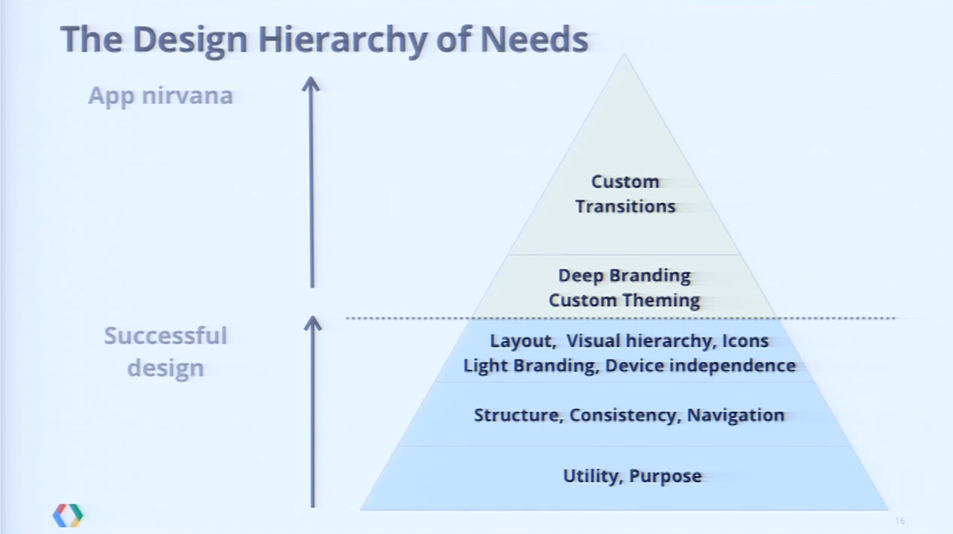 The Design Hierarchy of Needs
App nirvana
Custom
Transitions
Deep Branding
Custom Theming
Successful
design
Layout, Visual hierarchy, Icons
Light Branding, Device independence
Structure, Consistency, Navigation
Utility, Purpose
16